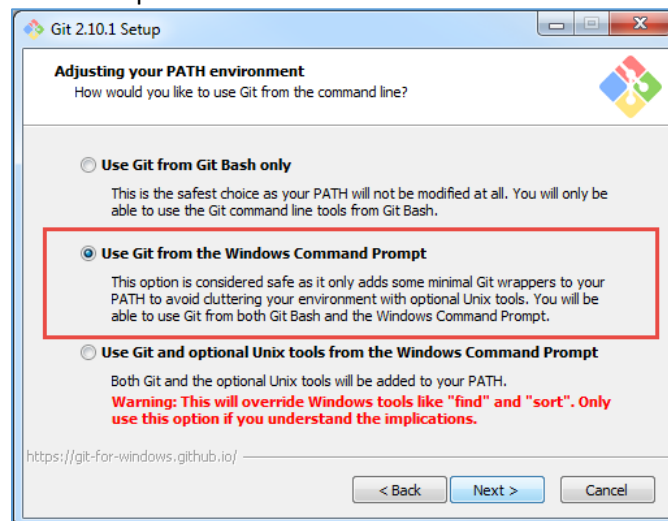 Git 2.10.1 Setup
Adjusting your PATH environment
How would you like to use Git from the command line?
Use Git from Git Bash only
This is the safest choice as your PATH will not be modified at all. You will only be
able to use the Git command line tools from Git Bash.
Use Git from the Windows Command Prompt
This option is considered safe as it only adds some minimal Git wrappers to your
PATH to avoid cluttering your environment with optional Unix tools. You will be
able to use Git from both Git Bash and the Windows Command Prompt.
Use Git and optional Unix tools from the Windows Command Prompt
Both Git and the optional Unix tools will be added to your PATH.
Warning: This will override Windows tools like "find" and "sort". Only
use this option if you understand the implications.
https://git-for-windows.github.io/
< Back Next > Cancel